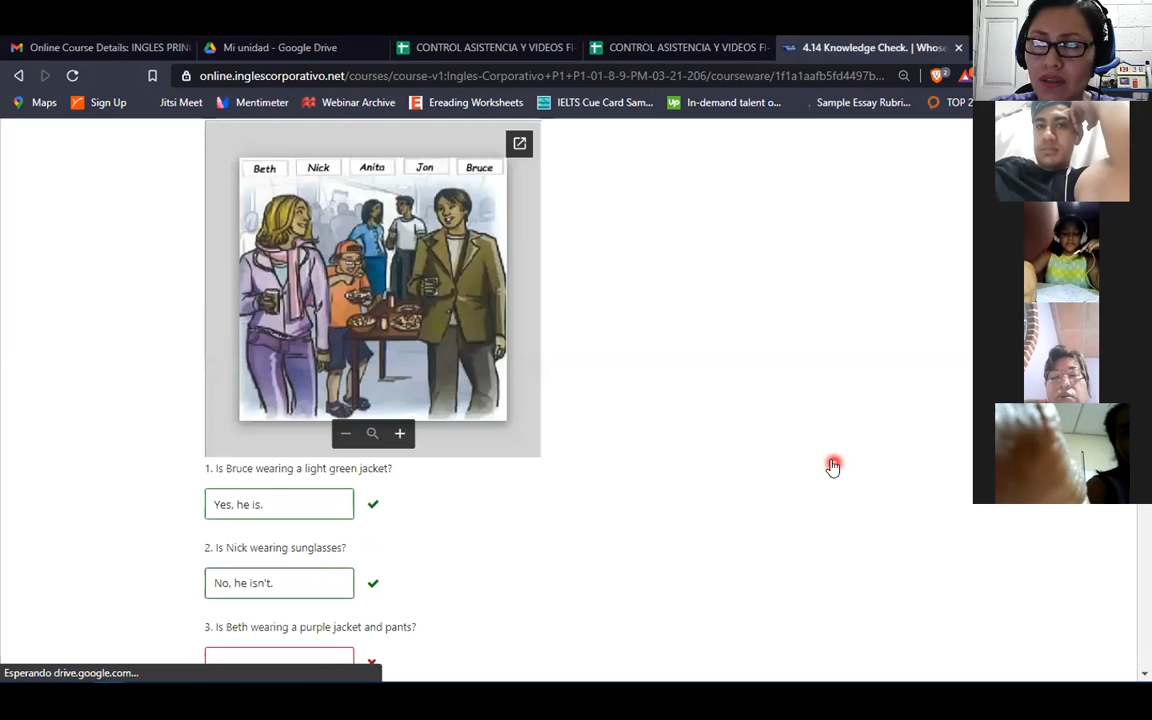 Online Course Details: INGLES PRIN
Mi unidad - Google Drive
CONTROL ASISTENCIA Y VIDEOS FI
CONTROL ASISTENCIA Y VIDEOS FI
4.14 Knowledge Check. | Whose
online.inglescorporativo.net/courses/course-v1:Ingles-Corporativo+P1+P1-01-8-9-PM-03-21-206/courseware/1f1a1aafb5fd4497b...
2
Maps
Sign Up
Jitsi Meet
Mentimeter
Webinar Archive
Ereading Worksheets
IELTS Cue Card Sam...
Up
In-demand talent o...
Sample Essay Rubri...
TOP 2
Beth
Nick
Anita
Jon
Bruce
1. Is Bruce wearing a light green jacket?
Yes, he is.
2. Is Nick wearing sunglasses?
No, he isn't.
3. Is Beth wearing a purple jacket and pants?
Esperando drive.google.com...